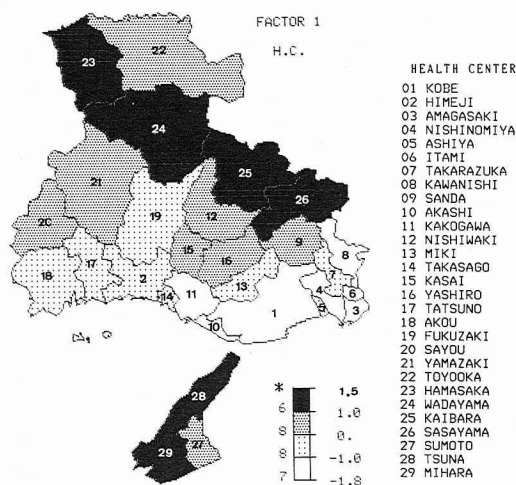 FACTOR 1
H.C.
22
23
24
25
26
21
19
12
20
15
16
9
8
18
17
2
14
11
13
7
4
6
5
3
10
1
28
27
29
HEALTH CENTER
01 KOBE
02 HIMEJI
03 AMAGASAKI
04 NISHINOMIYA
05 ASHIYA
06 ITAMI
07 TAKARAZUKA
08 KAWANISHI
09 SANDA
10 AKASHI
11 KAKOGAWA
12 NISHIWAKI
13 MIKI
14 TAKASAGO
15 KASAI
16 YASHIRO
17 TATSUNO
18 AKOU
19 FUKUZAKI
20 SAYOU
21 YAMAZAKI
22 TOYOOKA
23 HAMASAKA
24 WADAYAMA
25 KAIBARA
26 SASAYAMA
27 SUMOTO
28 TSUNA
29 MIHARA
* 1.5
6 1.0
8 0.
8 -1.0
7 -1.8